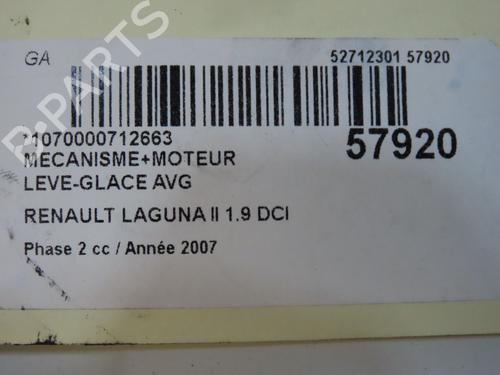 GA
52712301 57920
*1070000712663
57920
MECANISME+MOTEUR
LEVE-GLACE AVG
RENAULT LAGUNA II 1.9 DCI
Phase 2 cc / Année 2007
B-PARTS